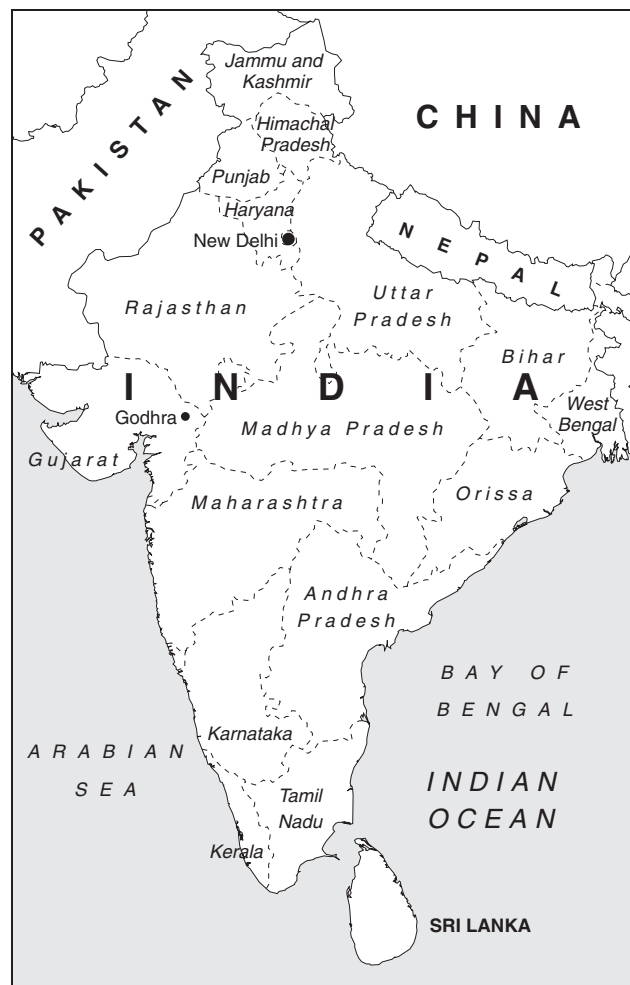 Jammu and
Kashmir
CHINA
PAKISTAN
Himachal
Pradesh
Punjab
Haryana
New Delhi
NEPAL
Rajasthan
Uttar
Pradesh
Bihar
INDIA
Godhra
West
Bengal
Madhya Pradesh
Gujarat
Maharashtra
Orissa
Andhra
Pradesh
BAY OF
BENGAL
Karnataka
ARABIAN
SEA
INDIAN
OCEAN
Tamil
Nadu
Kerala
SRI LANKA